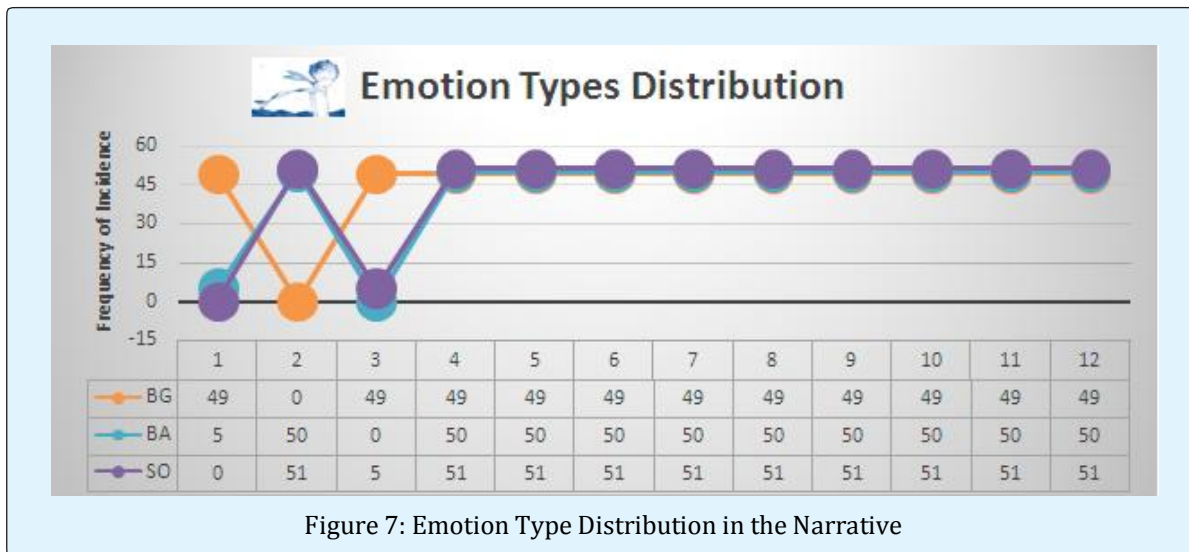 Emotion Types Distribution
Frequency of Incidence
60
45
30
15
0
-15
1 2 3 4 5 6 7 8 9 10 11 12
BG 49 0 49 49 49 49 49 49 49 49 49 49
BA 5 50 0 50 50 50 50 50 50 50 50 50
SO 0 51 5 51 51 51 51 51 51 51 51 51
Figure 7: Emotion Type Distribution in the Narrative